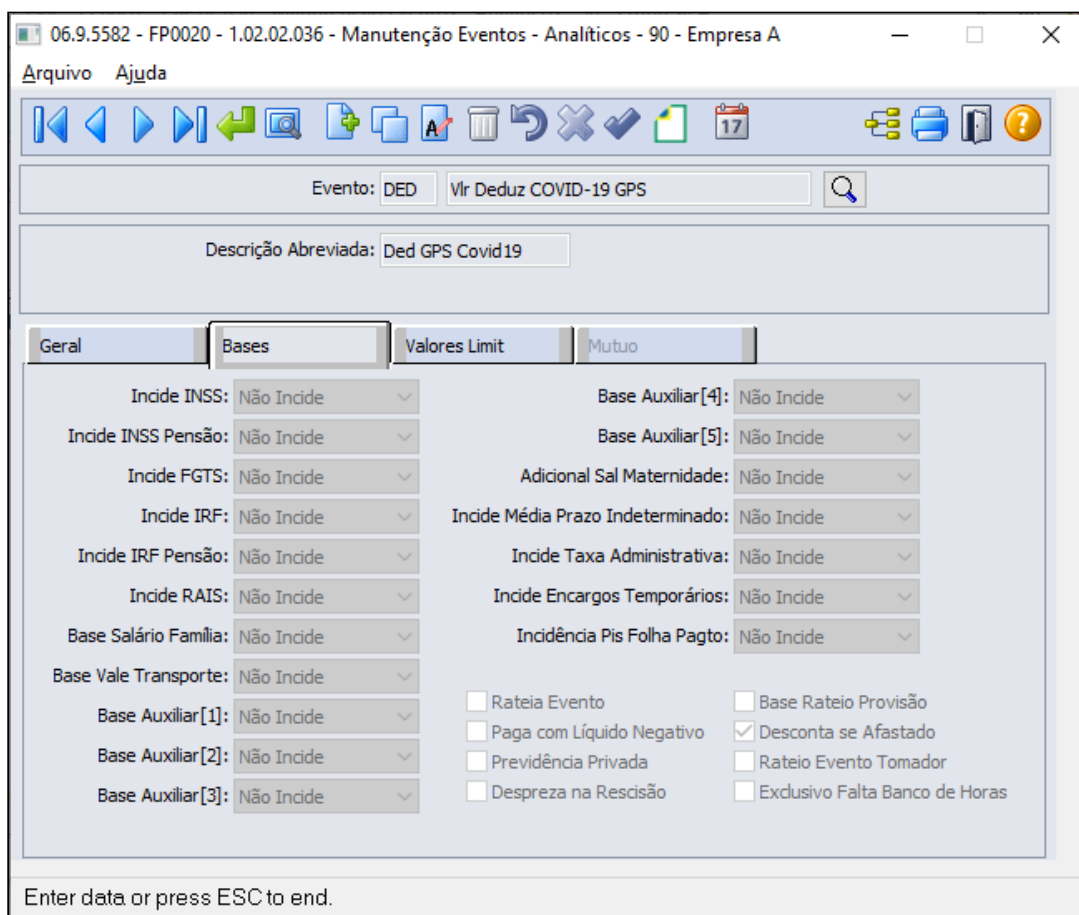 06.9.5582 - FP0020 - 1.02.02.036 - Manutenção Eventos - Analíticos - 90 - Empresa A
Arquivo Ajuda
17
Evento: DED Vlr Deduz COVID-19 GPS
Descrição Abreviada: Ded GPS Covid19
Geral Bases Valores Limit Mutuo
Incide INSS: Não Incide Base Auxiliar[4]: Não Incide
Incide INSS Pensão: Não Incide Base Auxiliar[5]: Não Incide
Incide FGTS: Não Incide Adicional Sal Maternidade: Não Incide
Incide IRF: Não Incide Incide Média Prazo Indeterminado: Não Incide
Incide IRF Pensão: Não Incide Incide Taxa Administrativa: Não Incide
Incide RAIS: Não Incide Incide Encargos Temporários: Não Incide
Base Salário Família: Não Incide Incidência Pis Folha Pagto: Não Incide
Base Vale Transporte: Não Incide
Rateia Evento Base Rateio Provisão
Base Auxiliar[1]: Não Incide
Paga com Líquido Negativo Desconta se Afastado
Base Auxiliar[2]: Não Incide
Previdência Privada Rateio Evento Tomador
Base Auxiliar[3]: Não Incide
Despreza na Rescisão Exclusivo Falta Banco de Horas
Enter data or press ESC to end.